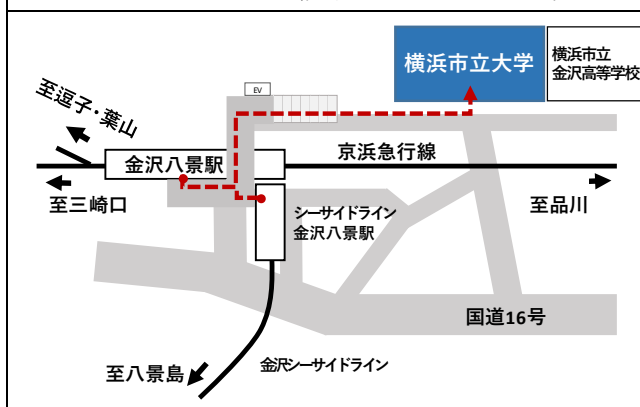 横浜市立大学
横浜市立
金沢高等学校
EV
至逗子・葉山
金沢八景駅
京浜急行線
至三崎口
シーサイドライン
金沢八景駅
至品川
国道16号
至八景島
金沢シーサイドライン